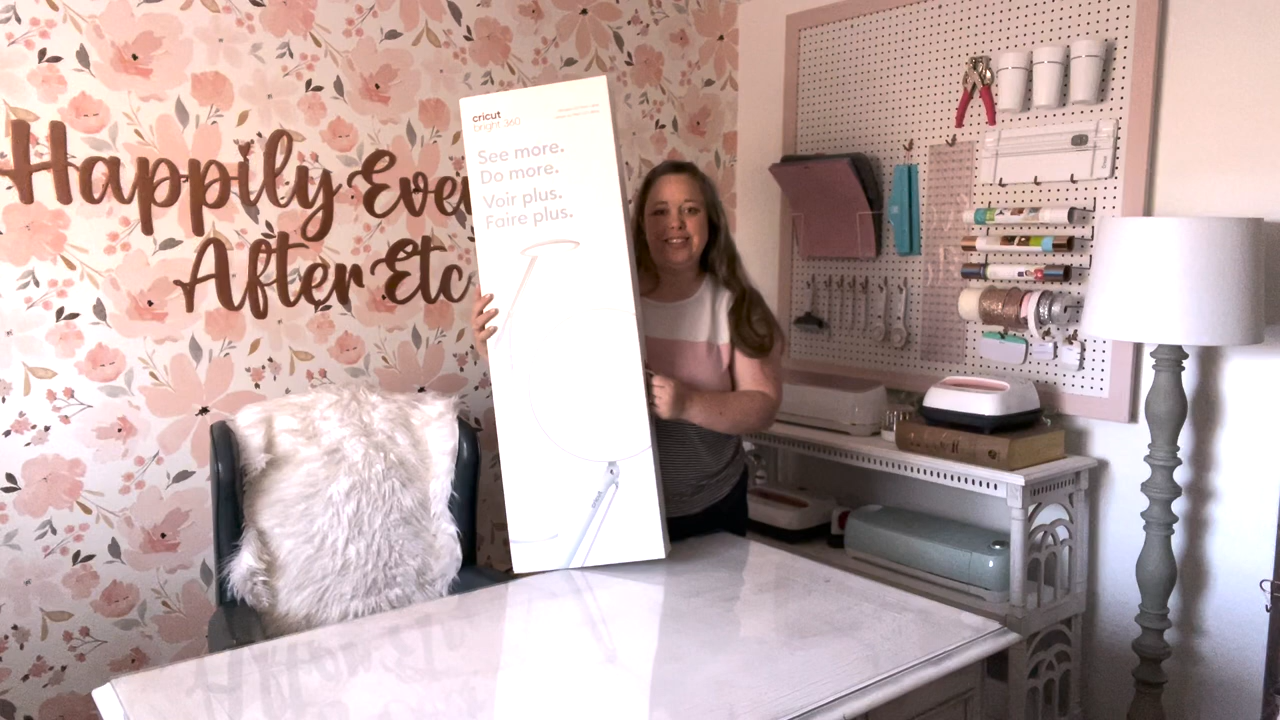 Happily Ever
After Etc
cricut
bright 360
See more.
Do more.
Voir plus.
Faire plus.